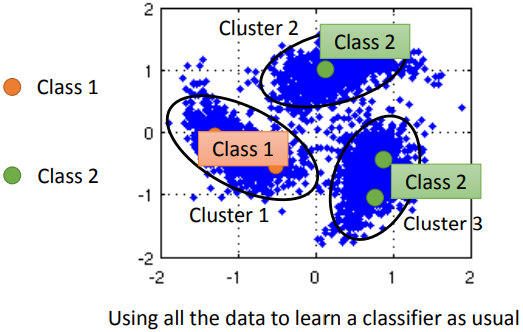 Class 1
Class 2
2
1
0
-1
-2
-2
-1
0
1
2
Cluster 2
Class 2
Class 1
Cluster 1
Class 2
Cluster 3
Using all the data to learn a classifier as usual